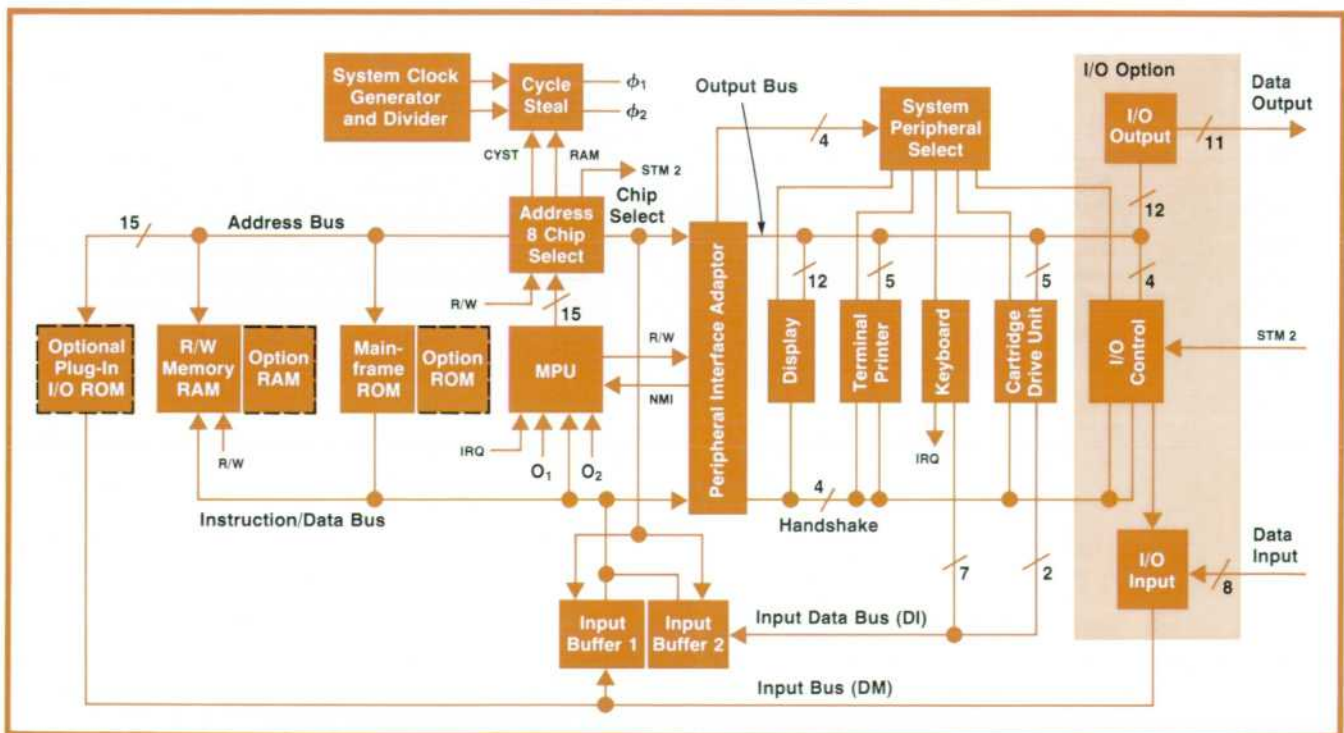 System Clock
Generator
and Divider
Cycle
Steal
ϕ1
ϕ2
CYST
RAM
STM 2
Output Bus
4
System
Peripheral
Select
I/O Option
I/O
Output
Data
Output
11
12
15
Address Bus
Address
8 Chip
Select
Chip
Select
R/W
15
12
5
5
4
Optional
Plug-In
I/O ROM
R/W
Memory
RAM
Option
RAM
Main-
frame
ROM
Option
ROM
MPU
R/W
NMI
Peripheral Interface Adaptor
Display
Terminal
Printer
Keyboard
Cartridge
Drive Unit
I/O
Control
STM 2
R/W
IRQ
O1
O2
IRQ
Instruction/Data Bus
4
Handshake
7
2
I/O
Input
Data
Input
8
Input
Buffer 1
Input
Buffer 2
Input Data Bus (DI)
Input Bus (DM)